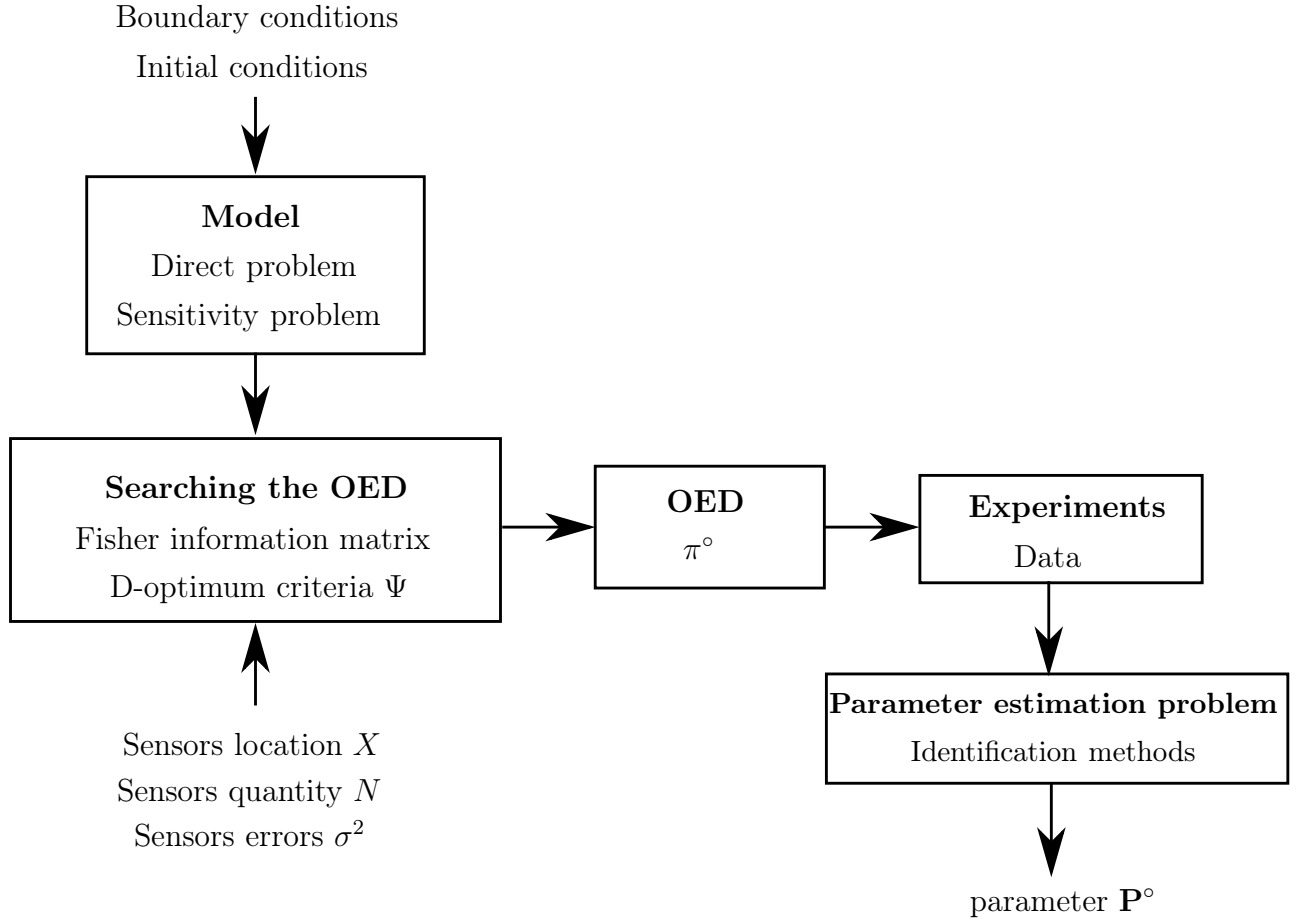 Boundary conditions
Initial conditions
Model
Direct problem
Sensitivity problem
Searching the OED
Fisher information matrix
D-optimum criteria Ψ
OED
π°
Experiments
Data
Parameter estimation problem
Identification methods
Sensors location X
Sensors quantity N
Sensors errors σ²
parameter P°